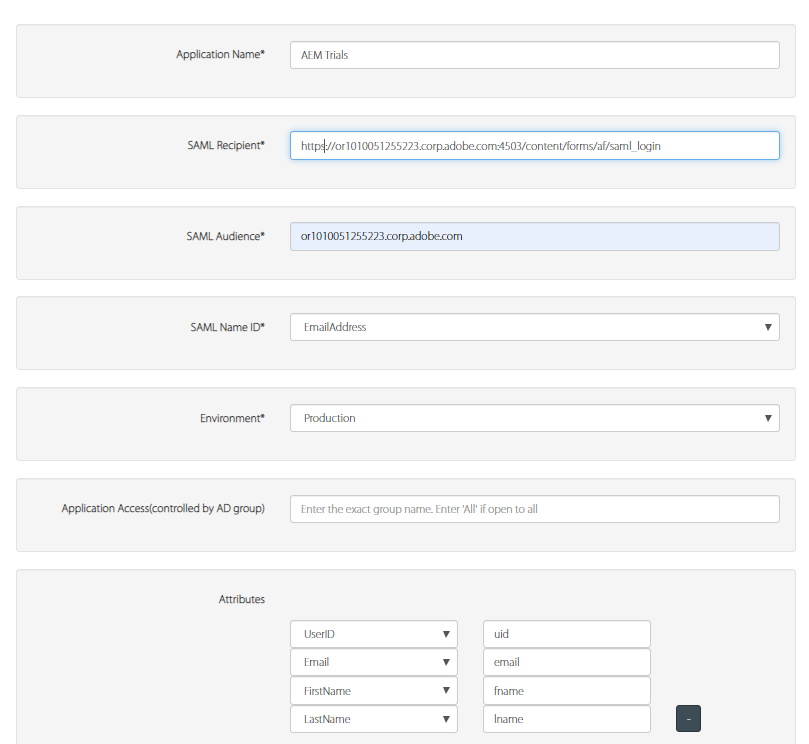 Application Name* AEM Trials
SAML Recipient* https://or1010051255223.corp.adobe.com:4503/content/forms/af/saml_login
SAML Audience* or1010051255223.corp.adobe.com
SAML Name ID* EmailAddress
Environment* Production
Application Access(controlled by AD group) Enter the exact group name. Enter 'All' if open to all
Attributes
UserID uid
Email email
FirstName fname
LastName lname -